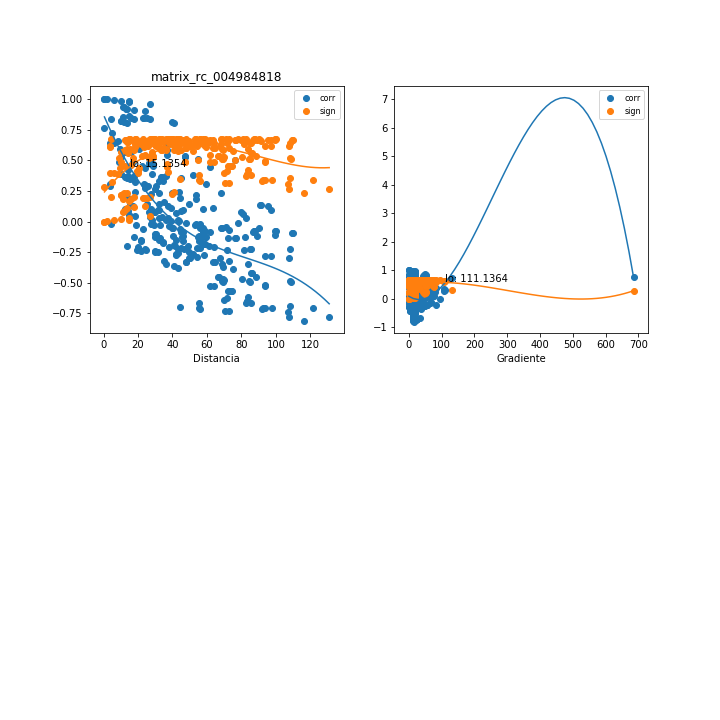 matrix_rc_004984818
1.00
0.75
0.50
0.25
0.00
−0.25
−0.50
−0.75
corr
sign
lo: 15.1354
0 20 40 60 80 100 120
Distancia
7
6
5
4
3
2
1
0
−1
corr
sign
lo: 111.1364
0 100 200 300 400 500 600 700
Gradiente